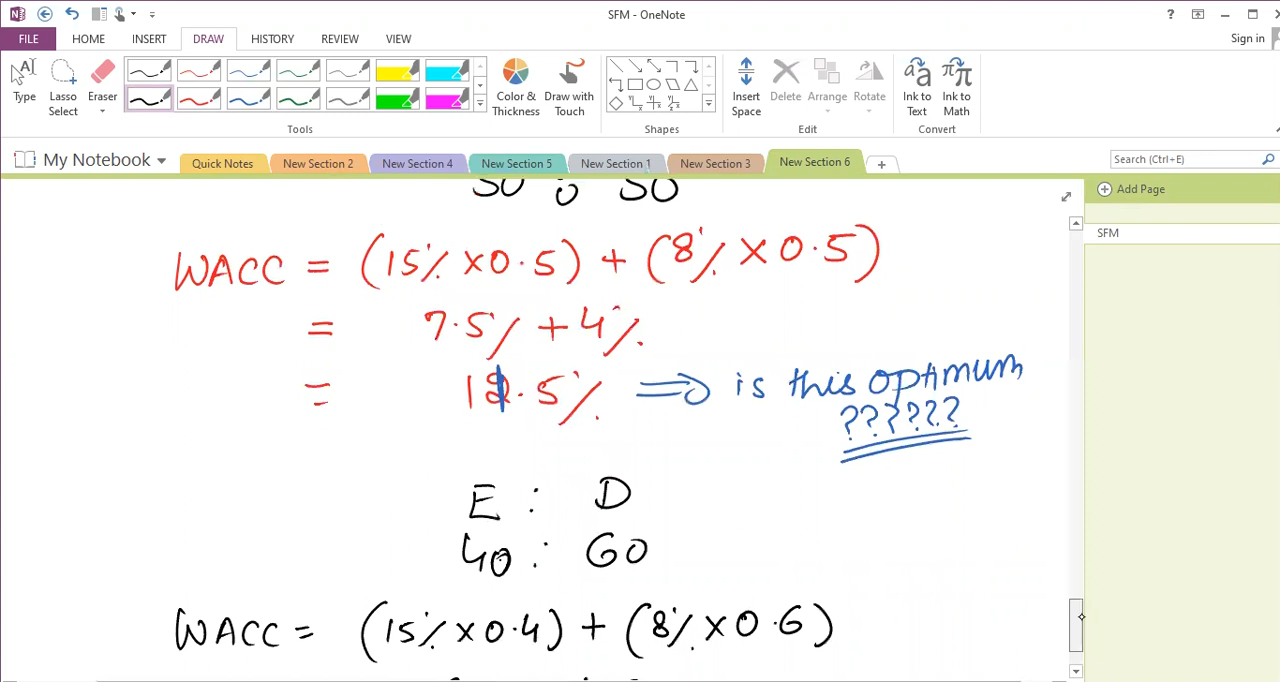 SFM - OneNote
Sign in
FILE HOME INSERT DRAW HISTORY REVIEW VIEW
Type Lasso Select Eraser Color & Thickness Draw with Touch Insert Space Delete Arrange Rotate Ink to Text Ink to Math
Tools Shapes Edit Convert
My Notebook Quick Notes New Section 2 New Section 4 New Section 5 New Section 1 New Section 3 New Section 6 Search (Ctrl+E)
Add Page
SFM
50 : 50
WACC = (15% × 0.5) + (8% × 0.5)
= 7.5% + 4%
= 11.5% ⇒ is this optimum
??????
E : D
40 : 60
WACC = (15% × 0.4) + (8% × 0.6)